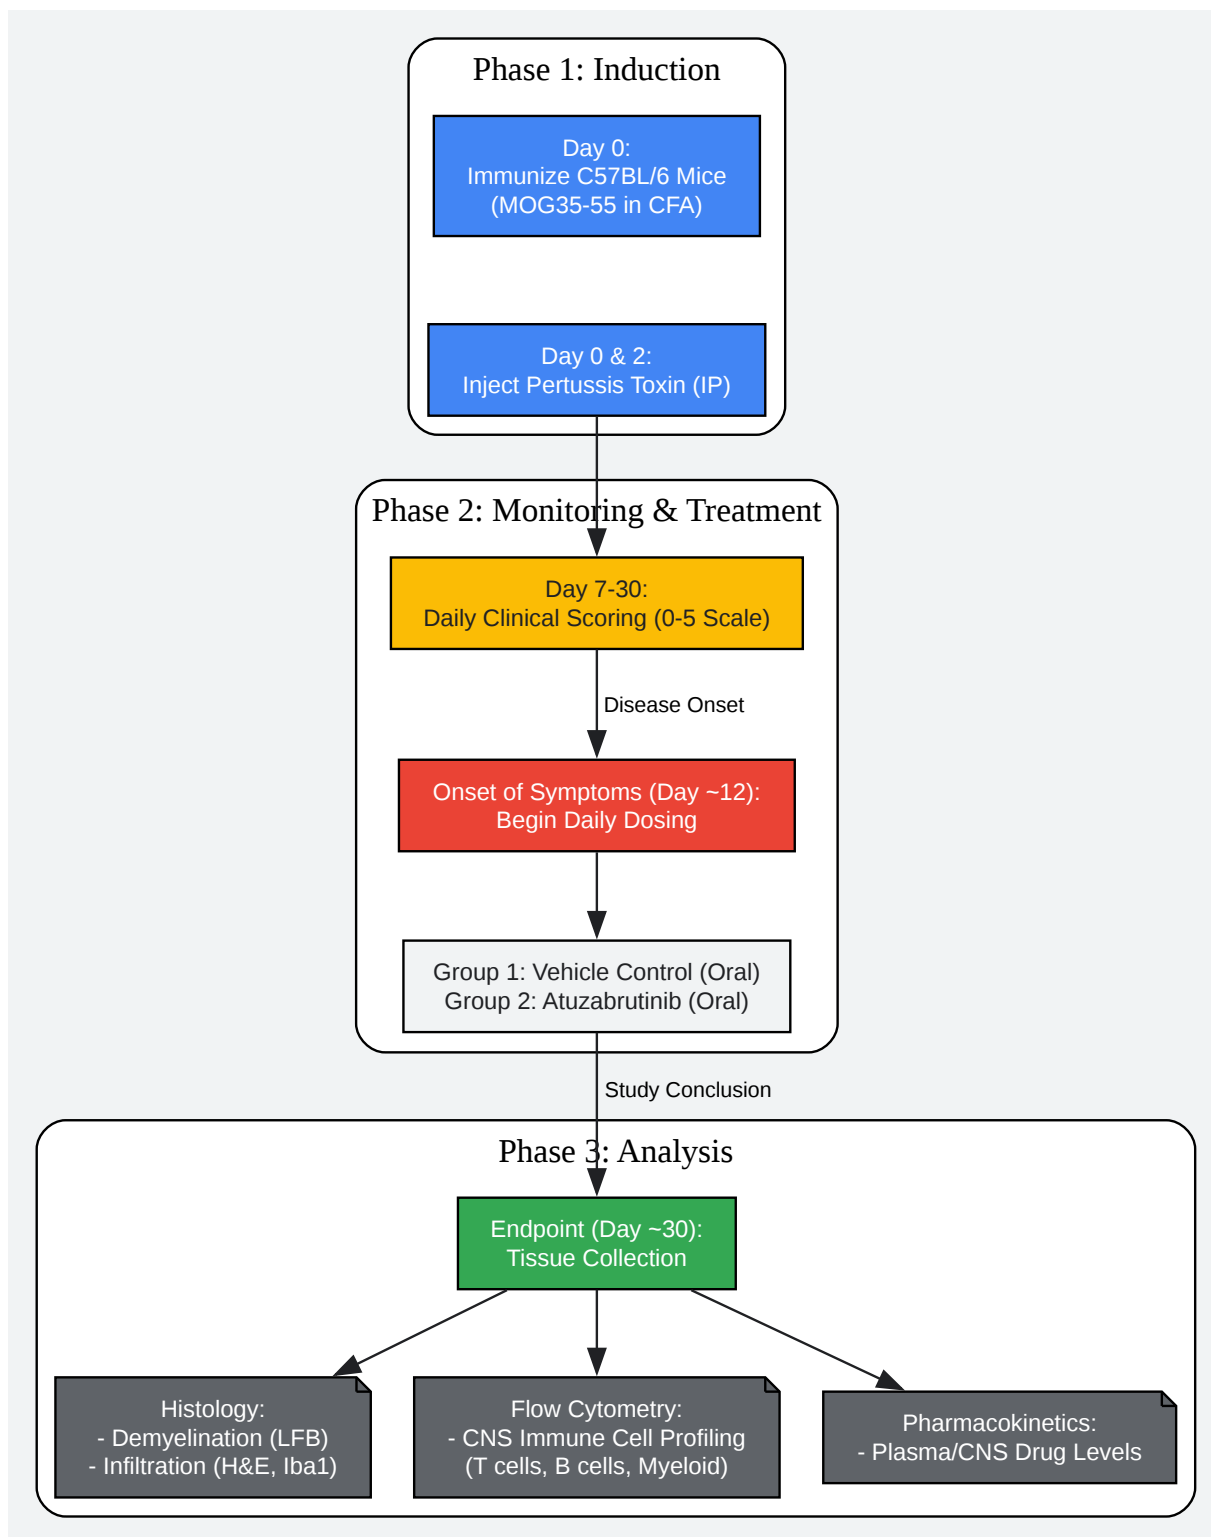 Phase 1: Induction
Day 0:
Immunize C57BL/6 Mice
(MOG35-55 in CFA)
Day 0 & 2:
Inject Pertussis Toxin (IP)
Phase 2: Monitoring & Treatment
Day 7-30:
Daily Clinical Scoring (0-5 Scale)
Disease Onset
Onset of Symptoms (Day ~12):
Begin Daily Dosing
Group 1: Vehicle Control (Oral)
Group 2: Atuzabrutinib (Oral)
Study Conclusion
Phase 3: Analysis
Endpoint (Day ~30):
Tissue Collection
Histology:
- Demyelination (LFB)
- Infiltration (H&E, Iba1)
Flow Cytometry:
- CNS Immune Cell Profiling
(T cells, B cells, Myeloid)
Pharmacokinetics:
- Plasma/CNS Drug Levels